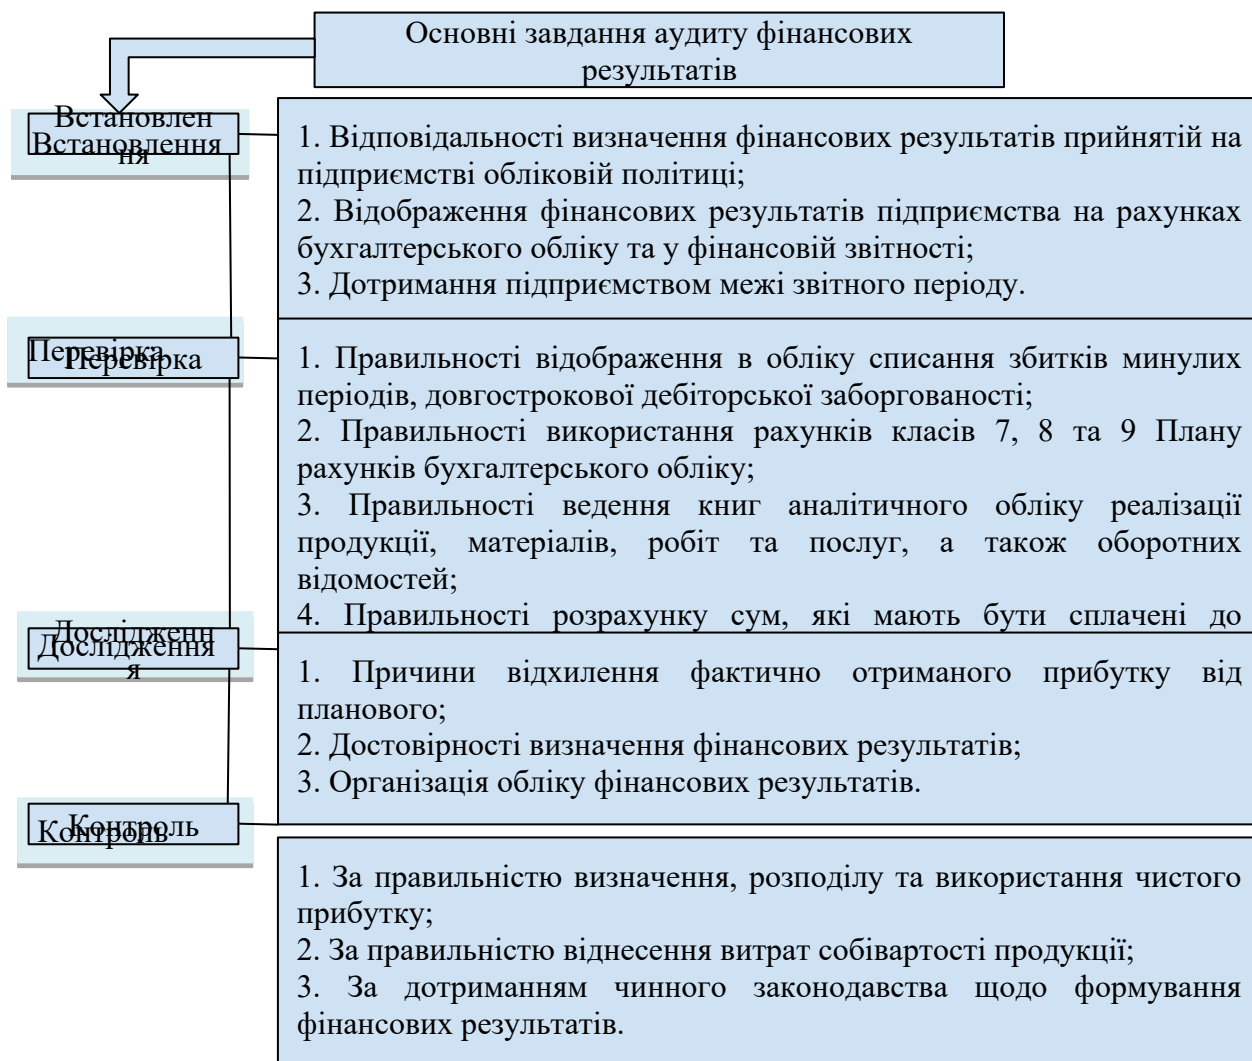 Основні завдання аудиту фінансових
результатів
Встановлен
ня
Встановлення
1. Відповідальності визначення фінансових результатів прийнятій на
підприємстві обліковій політиці;
2. Відображення фінансових результатів підприємства на рахунках
бухгалтерського обліку та у фінансовій звітності;
3. Дотримання підприємством межі звітного періоду.
Перевірка
Перевірка
1. Правильності відображення в обліку списання збитків минулих
періодів, довгострокової дебіторської заборгованості;
2. Правильності використання рахунків класів 7, 8 та 9 Плану
рахунків бухгалтерського обліку;
3. Правильності ведення книг аналітичного обліку реалізації
продукції, матеріалів, робіт та послуг, а також оборотних
відомостей;
4. Правильності розрахунку сум, які мають бути сплачені до
Дослідженн
я
Дослідження
1. Причини відхилення фактично отриманого прибутку від
планового;
2. Достовірності визначення фінансових результатів;
3. Організація обліку фінансових результатів.
Контроль
Контроль
1. За правильністю визначення, розподілу та використання чистого
прибутку;
2. За правильністю віднесення витрат собівартості продукції;
3. За дотриманням чинного законодавства щодо формування
фінансових результатів.